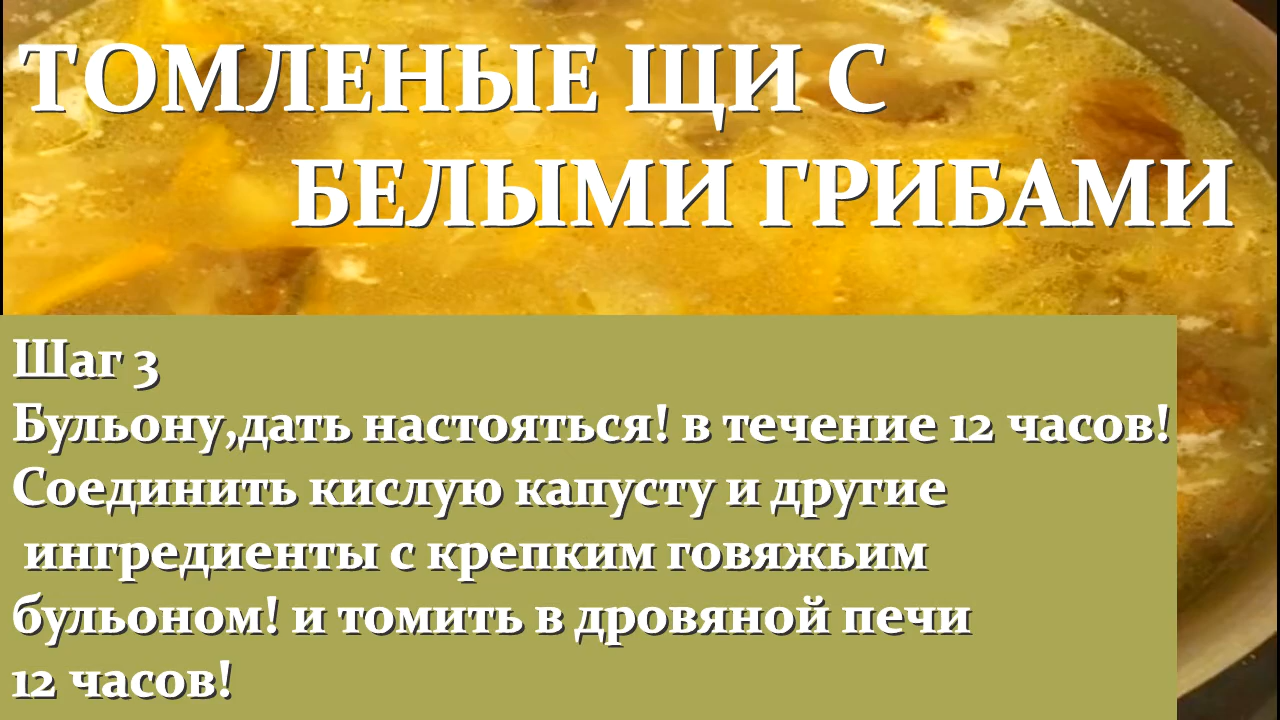 ТОМЛЕНЫЕ ЩИ С
БЕЛЫМИ ГРИБАМИ
Шаг 3
Бульону,дать настояться! в течение 12 часов!
Соединить кислую капусту и другие
ингредиенты с крепким говяжьим
бульоном! и томить в дровяной печи
12 часов!